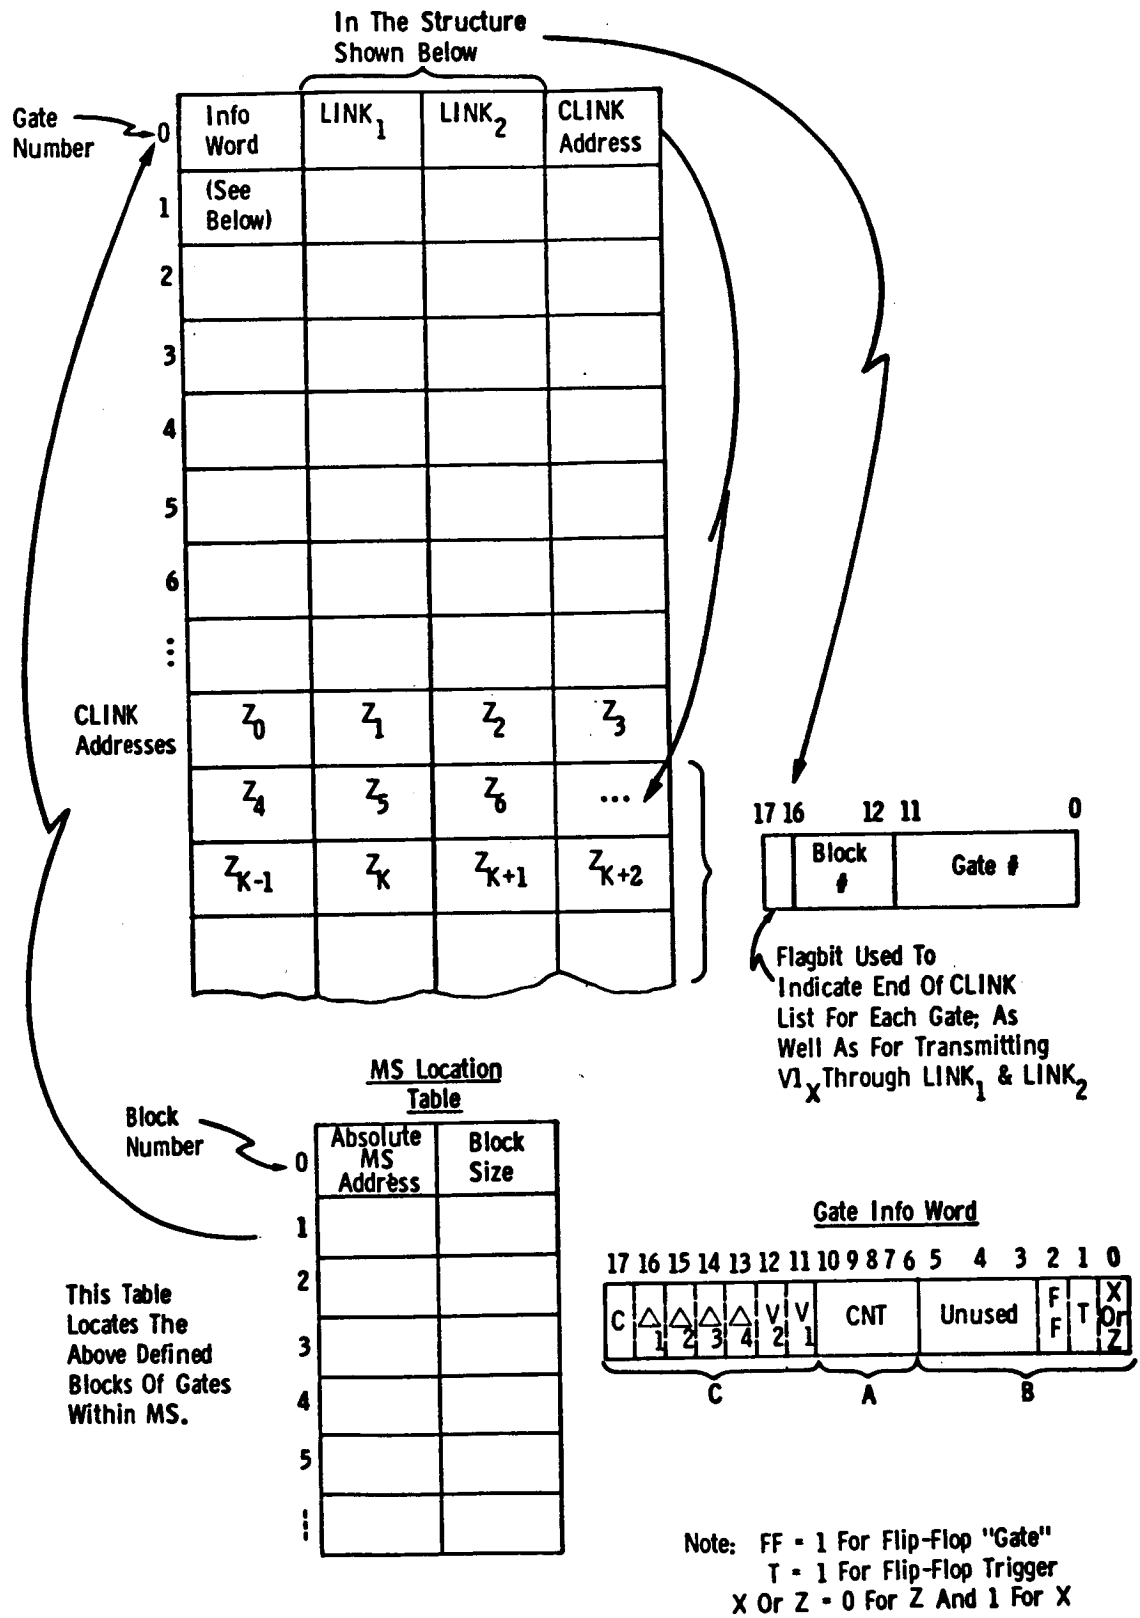 In The Structure
Shown Below
Gate
Number
0 Info Word LINK1 LINK2 CLINK Address
1 (See Below)
2
3
4
5
6
⋮
CLINK
Addresses
Z0 Z1 Z2 Z3
Z4 Z5 Z6 ...
ZK-1 ZK ZK+1 ZK+2
17 16 12 11 0
Block # Gate #
Flagbit Used To
Indicate End Of CLINK
List For Each Gate; As
Well As For Transmitting
V1X Through LINK1 & LINK2
MS Location
Table
Block
Number
0 Absolute MS Address Block Size
1
2
3
4
5
⋮
This Table
Locates The
Above Defined
Blocks Of Gates
Within MS.
Gate Info Word
17 16 15 14 13 12 11 10 9 8 7 6 5 4 3 2 1 0
C △1 △2 △3 △4 V2 V1 CNT Unused FF T X Or Z
C A B
Note: FF = 1 For Flip-Flop "Gate"
T = 1 For Flip-Flop Trigger
X Or Z = 0 For Z And 1 For X